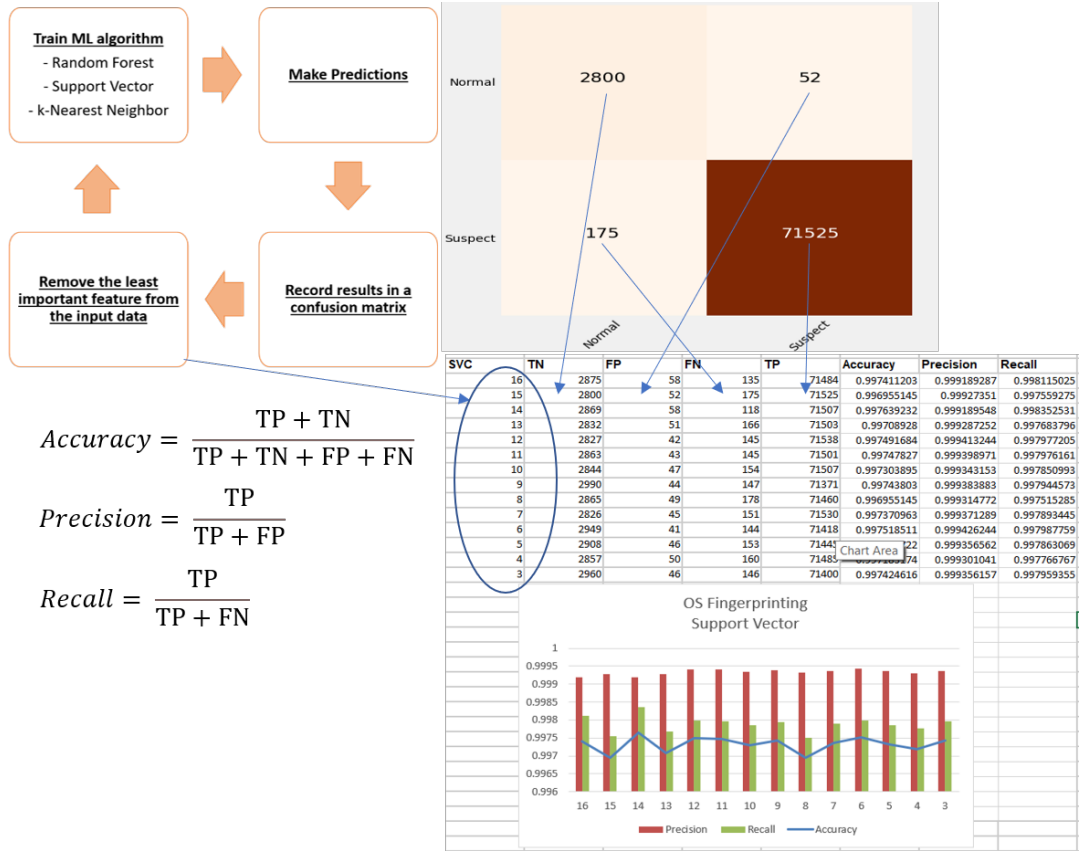 Train ML algorithm
- Random Forest
- Support Vector
- k-Nearest Neighbor
Make Predictions
Remove the least
important feature from
the input data
Record results in a
confusion matrix
Normal
2800
52
Suspect
175
71525
Normal
Suspect
Accuracy = TP + TN / TP + TN + FP + FN
Precision = TP / TP + FP
Recall = TP / TP + FN
SVC TN FP FN TP Accuracy Precision Recall
16 2875 58 135 71484 0.997411203 0.999189287 0.998115025
15 2800 52 175 71525 0.996955145 0.99927351 0.997559275
14 2869 58 118 71507 0.997639232 0.999189548 0.998352531
13 2832 51 166 71503 0.99708928 0.999287252 0.997683796
12 2827 42 145 71538 0.997491684 0.999413244 0.997977205
11 2863 43 145 71501 0.99747827 0.999398971 0.997976161
10 2844 47 154 71507 0.997303895 0.999343153 0.997850993
9 2990 44 147 71371 0.99743803 0.999383883 0.997944573
8 2865 49 178 71460 0.996955145 0.999314772 0.997515285
7 2826 45 151 71530 0.997370963 0.999371289 0.997893445
6 2949 41 144 71418 0.997518511 0.999426244 0.997987759
5 2908 46 153 71445 0.999356562 0.997863069
4 2857 50 160 71485 0.999301041 0.997766767
3 2960 46 146 71400 0.997424616 0.999356157 0.997959355
Chart Area
OS Fingerprinting
Support Vector
1
0.9995
0.999
0.9985
0.998
0.9975
0.997
0.9965
0.996
16 15 14 13 12 11 10 9 8 7 6 5 4 3
Precision Recall Accuracy